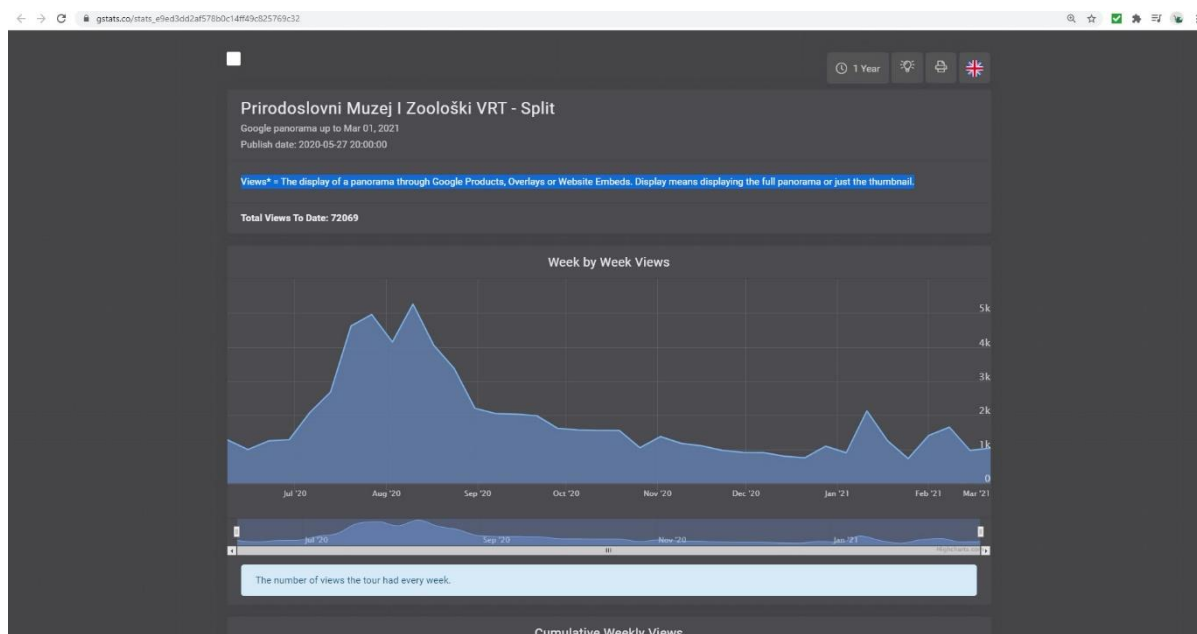 gstats.co/stats_e9ed3dd2af578b0c14ff49c825769c32
1 Year
Prirodoslovni Muzej I Zoološki VRT - Split
Google panorama up to Mar 01, 2021
Publish date: 2020-05-27 20:00:00
Views* = The display of a panorama through Google Products, Overlays or Website Embeds. Display means displaying the full panorama or just the thumbnail.
Total Views To Date: 72069
Week by Week Views
5k
4k
3k
2k
1k
0
Jul '20 Aug '20 Sep '20 Oct '20 Nov '20 Dec '20 Jan '21 Feb '21 Mar '21
Jul '20 Sep '20 Nov '20 Jan '21
Highcharts.com
The number of views the tour had every week.
Cumulative Weekly Views